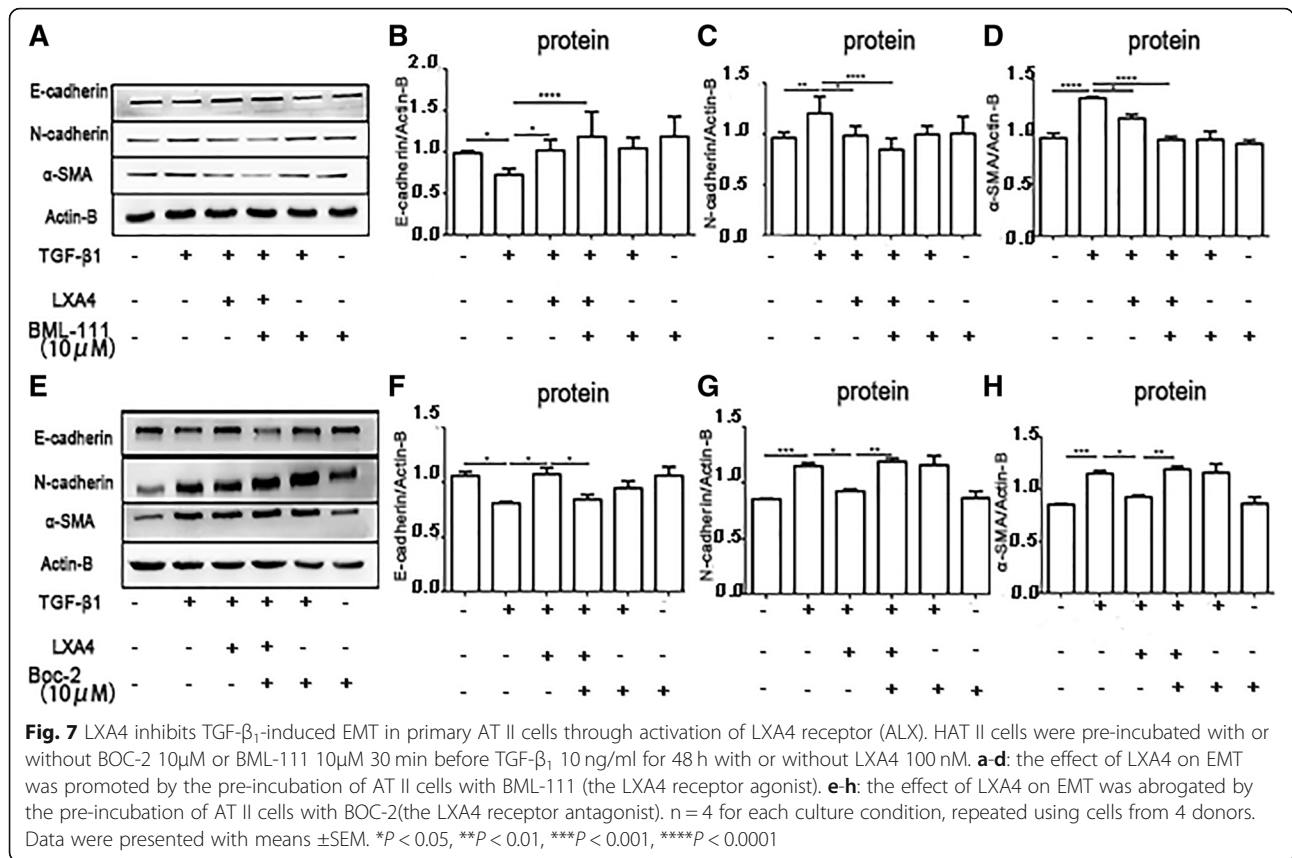 A
E-cadherin
N-cadherin
α-SMA
Actin-B
TGF-β1 - + + + + -
LXA4 - - + + - -
BML-111 - - - + + +
(10μM)
B
protein
E-cadherin/Actin-B
2.0
1.5
1.0
0.5
0.0
* * ****
- + + + + -
- - + + - -
- - - + + +
C
protein
N-cadherin/Actin-B
1.5
1.0
0.5
0.0
** * ****
- + + + + -
- - + + - -
- - - + + +
D
protein
α-SMA/Actin-B
1.5
1.0
0.5
0.0
**** ****
- + + + + -
- - + + - -
- - - + + +
E
E-cadherin
N-cadherin
α-SMA
Actin-B
TGF-β1 - + + + + -
LXA4 - - + + - -
Boc-2 - - - + + +
(10μM)
F
protein
E-cadherin/Actin-B
1.5
1.0
0.5
0.0
* * *
- + + + + -
- - + + - -
- - - + + +
G
protein
N-cadherin/Actin-B
1.5
1.0
0.5
0.0
*** * **
- + + + + -
- - + + - -
- - - + + +
H
protein
α-SMA/Actin-B
1.5
1.0
0.5
0.0
*** * **
- + + + + -
- - + + - -
- - - + + +
Fig. 7 LXA4 inhibits TGF-β₁-induced EMT in primary AT II cells through activation of LXA4 receptor (ALX). HAT II cells were pre-incubated with or
without BOC-2 10μM or BML-111 10μM 30 min before TGF-β₁ 10 ng/ml for 48 h with or without LXA4 100 nM. a-d: the effect of LXA4 on EMT
was promoted by the pre-incubation of AT II cells with BML-111 (the LXA4 receptor agonist). e-h: the effect of LXA4 on EMT was abrogated by
the pre-incubation of AT II cells with BOC-2(the LXA4 receptor antagonist). n = 4 for each culture condition, repeated using cells from 4 donors.
Data were presented with means ±SEM. *P < 0.05, **P < 0.01, ***P < 0.001, ****P < 0.0001